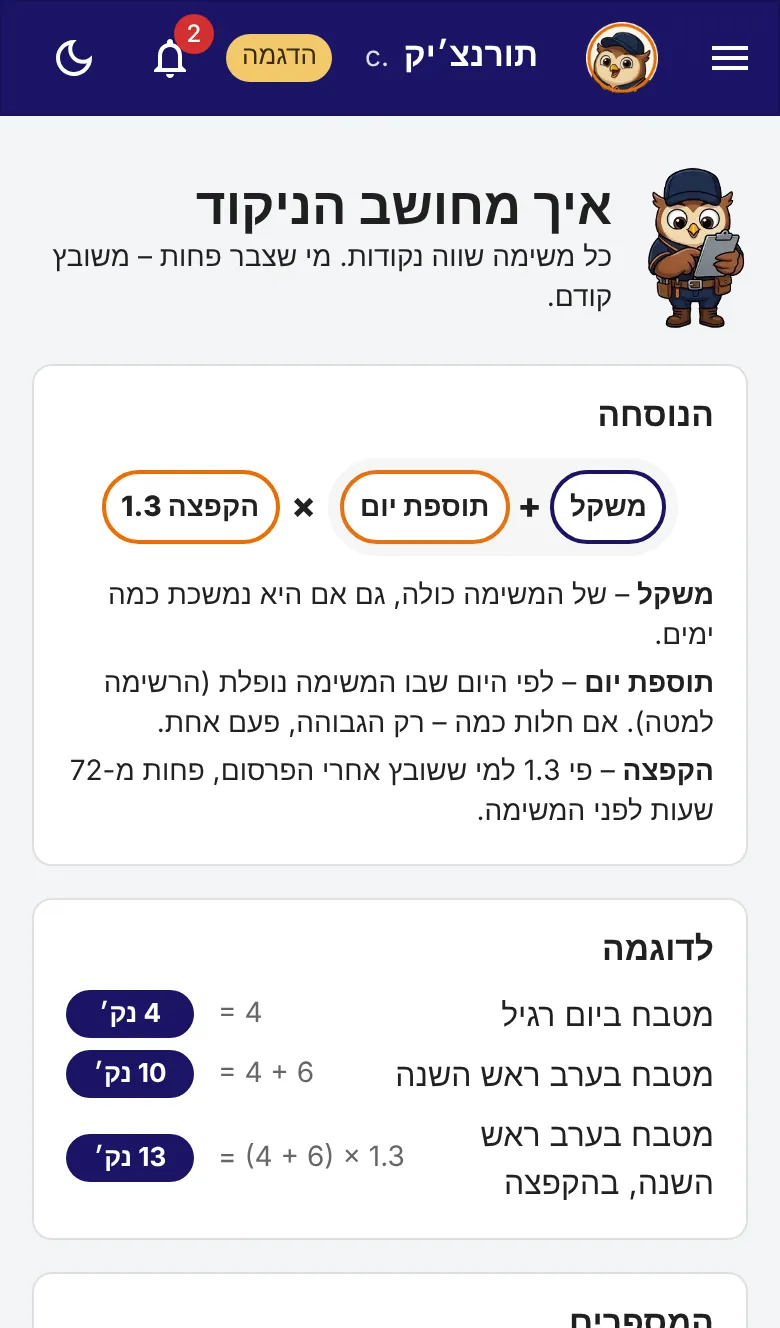 תורנצ׳יק c. הדגמה 2
איך מחושב הניקוד
כל משימה שווה נקודות. מי שצבר פחות – משובץ
קודם.
הנוסחה
משקל + תוספת יום × הקפצה 1.3
משקל – של המשימה כולה, גם אם היא נמשכת כמה
ימים.
תוספת יום – לפי היום שבו המשימה נופלת (הרשימה
למטה). אם חלות כמה – רק הגבוהה, פעם אחת.
הקפצה – פי 1.3 למי ששובץ אחרי הפרסום, פחות מ-72
שעות לפני המשימה.
לדוגמה
מטבח ביום רגיל = 4 4 נק׳
מטבח בערב ראש השנה = 4 + 6 10 נק׳
מטבח בערב ראש
השנה, בהקפצה = (4 + 6) × 1.3 13 נק׳
המספרים